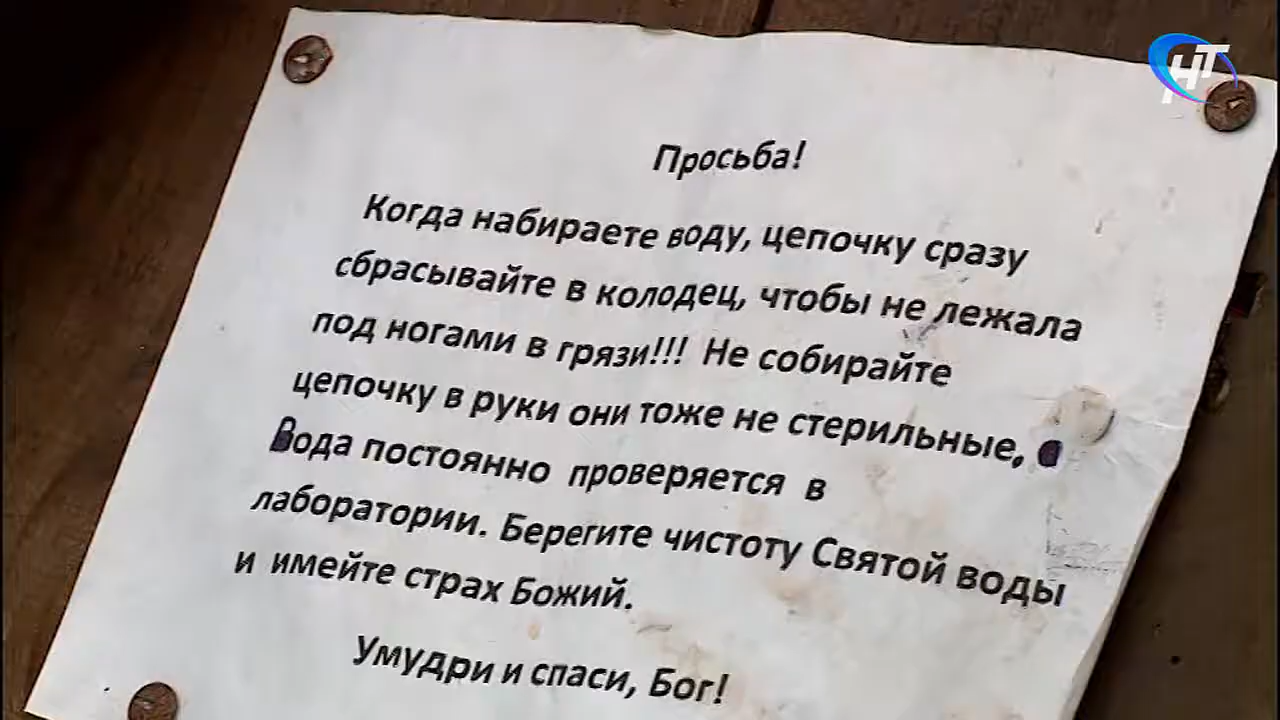 НТ
Просьба!
Когда набираете воду, цепочку сразу
сбрасывайте в колодец, чтобы не лежала
под ногами в грязи!!! Не собирайте
цепочку в руки они тоже не стерильные, а
Вода постоянно проверяется в
лаборатории. Берегите чистоту Святой воды
и имейте страх Божий.
Умудри и спаси, Бог!